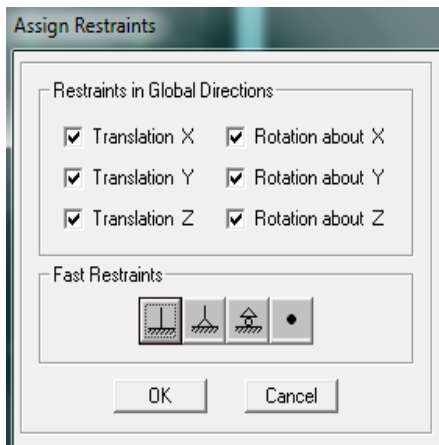 Assign Restraints
Restraints in Global Directions
Translation X Rotation about X
Translation Y Rotation about Y
Translation Z Rotation about Z
Fast Restraints
OK Cancel